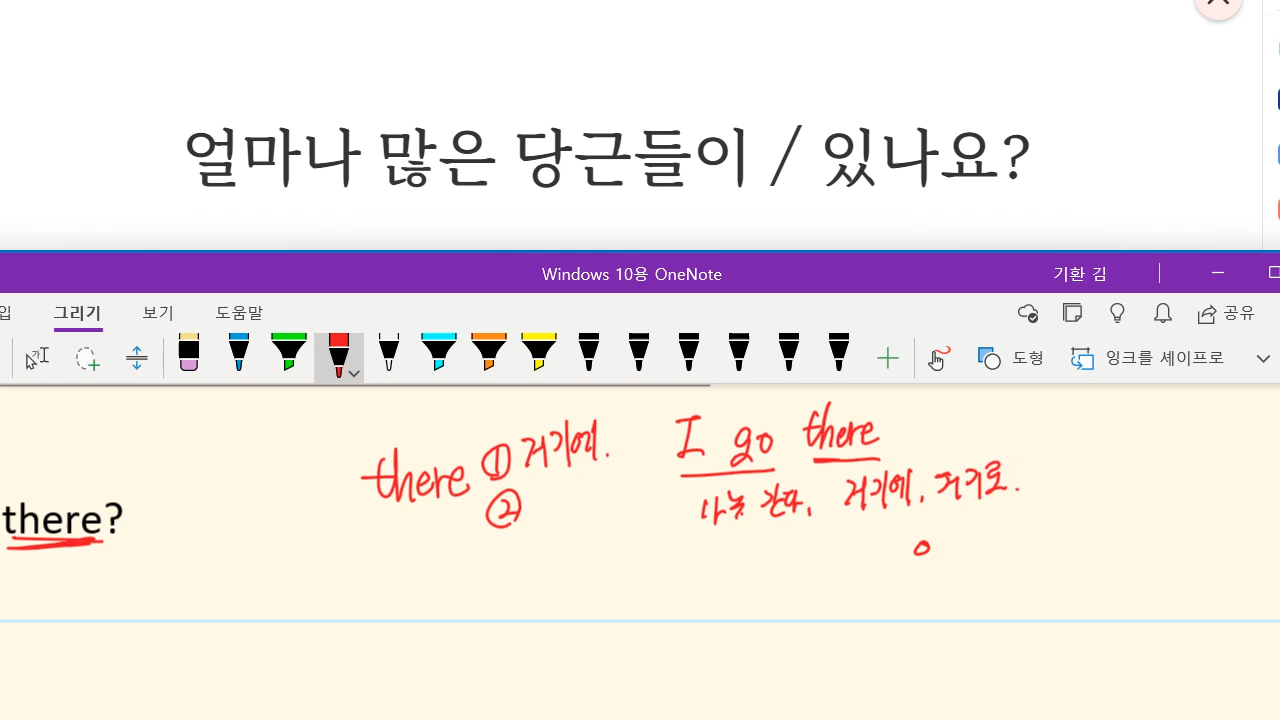 얼마나 많은 당근들이 / 있나요?
Windows 10용 OneNote
기환 김
입 그리기 보기 도움말
공유
가
도형
잉크를 셰이프로
there ① 거기에.
②
I go there
나는 간다, 거기에, 저기로.
there?